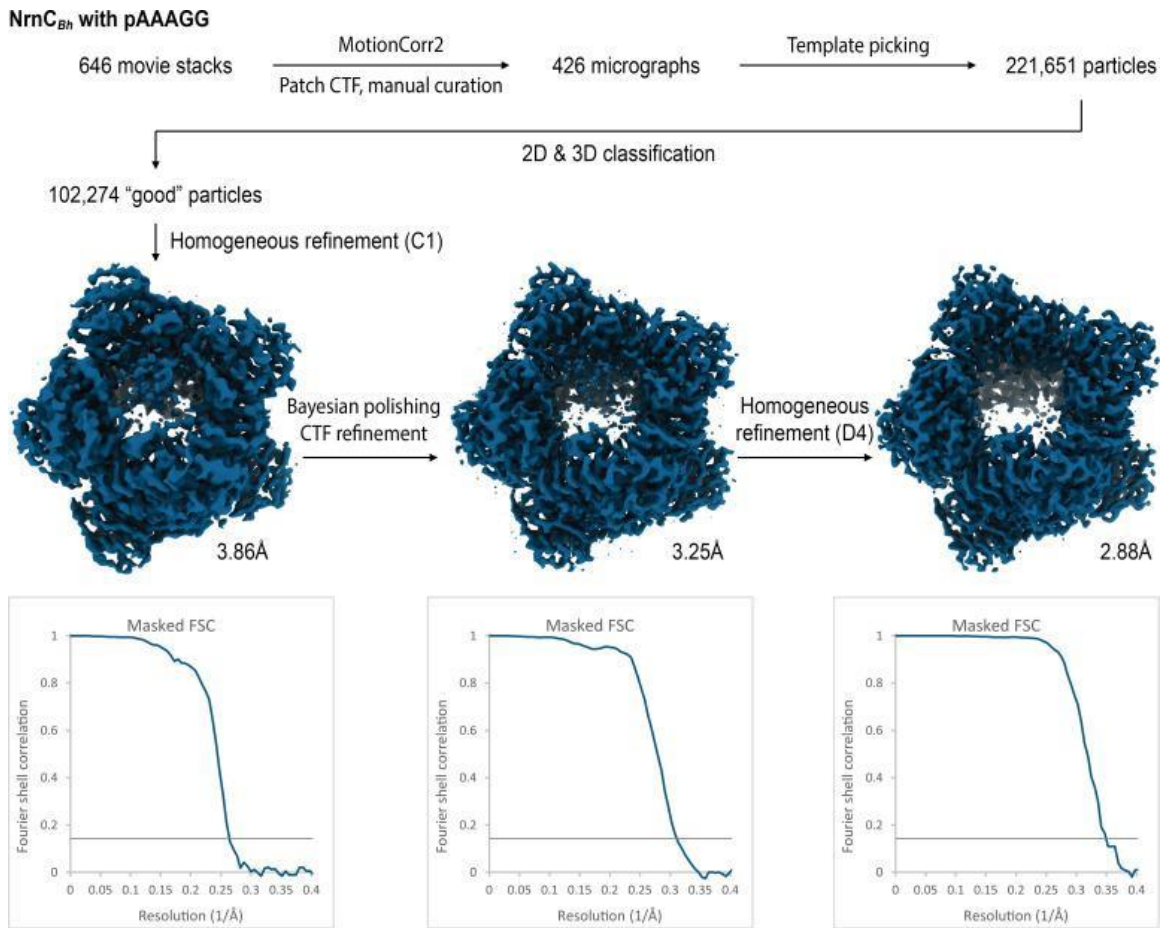 NrnC_Bh with pAAAGG
646 movie stacks
MotionCorr2
Patch CTF, manual curation
426 micrographs
Template picking
221,651 particles
2D & 3D classification
102,274 “good” particles
Homogeneous refinement (C1)
Bayesian polishing
CTF refinement
Homogeneous
refinement (D4)
3.86Å
3.25Å
2.88Å
Masked FSC
Fourier shell correlation
1
0.8
0.6
0.4
0.2
0
0 0.05 0.1 0.15 0.2 0.25 0.3 0.35 0.4
Resolution (1/Å)
Masked FSC
Fourier shell correlation
1
0.8
0.6
0.4
0.2
0
0 0.05 0.1 0.15 0.2 0.25 0.3 0.35 0.4
Resolution (1/Å)
Masked FSC
Fourier shell correlation
1
0.8
0.6
0.4
0.2
0
0 0.05 0.1 0.15 0.2 0.25 0.3 0.35 0.4
Resolution (1/Å)